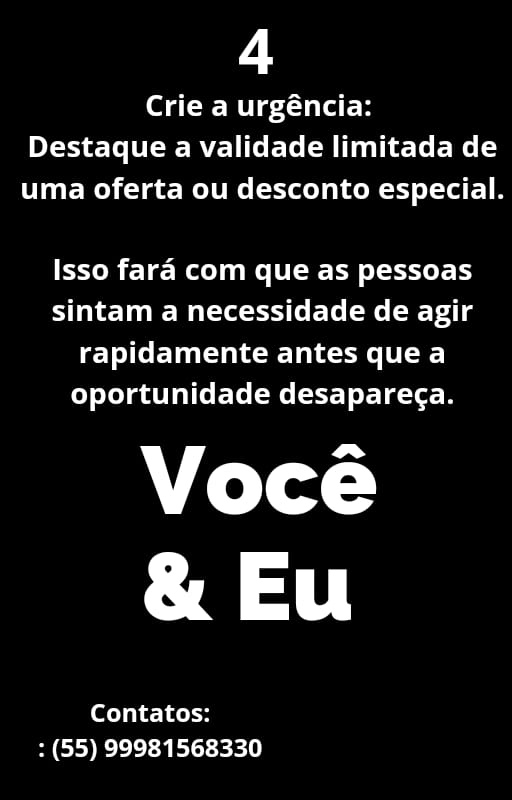 4
Crie a urgência:
Destaque a validade limitada de
uma oferta ou desconto especial.
Isso fará com que as pessoas
sintam a necessidade de agir
rapidamente antes que a
oportunidade desapareça.
Você
& Eu
Contatos:
: (55) 99981568330